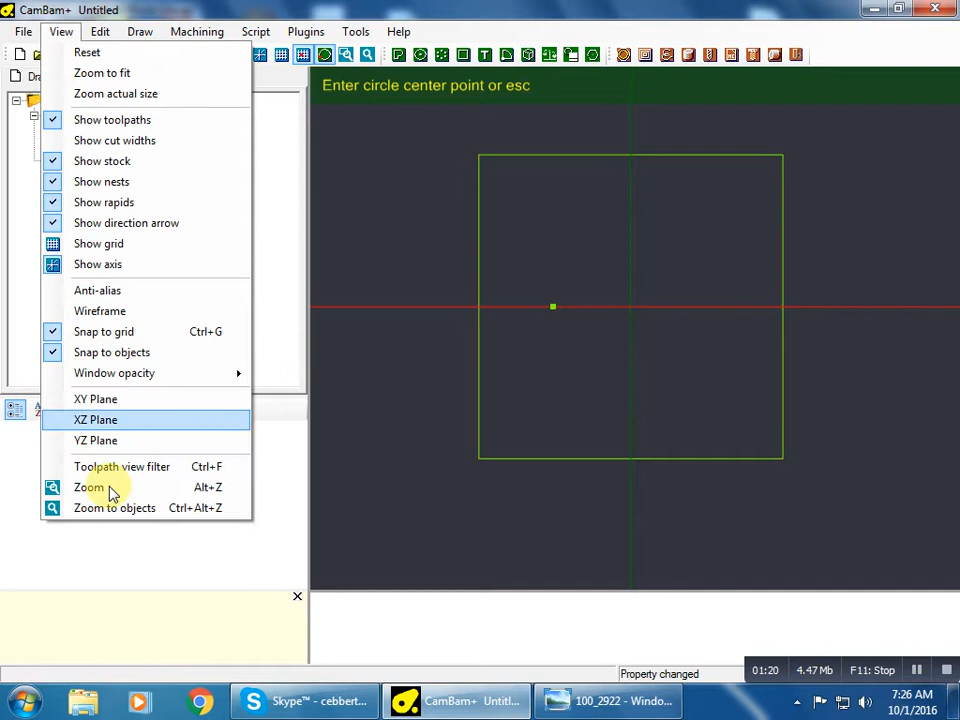 CamBam+ Untitled
File View Edit Draw Machining Script Plugins Tools Help
Reset
Zoom to fit
Zoom actual size
Show toolpaths
Show cut widths
Show stock
Show nests
Show rapids
Show direction arrow
Show grid
Show axis
Anti-alias
Wireframe
Snap to grid Ctrl+G
Snap to objects
Window opacity
XY Plane
XZ Plane
YZ Plane
Toolpath view filter Ctrl+F
Zoom Alt+Z
Zoom to objects Ctrl+Alt+Z
Enter circle center point or esc
Property changed
01:20 4.47 Mb F11: Stop
Skype™ - cebbert...
CamBam+ Untitl...
100_2922 - Windo...
7:26 AM
10/1/2016